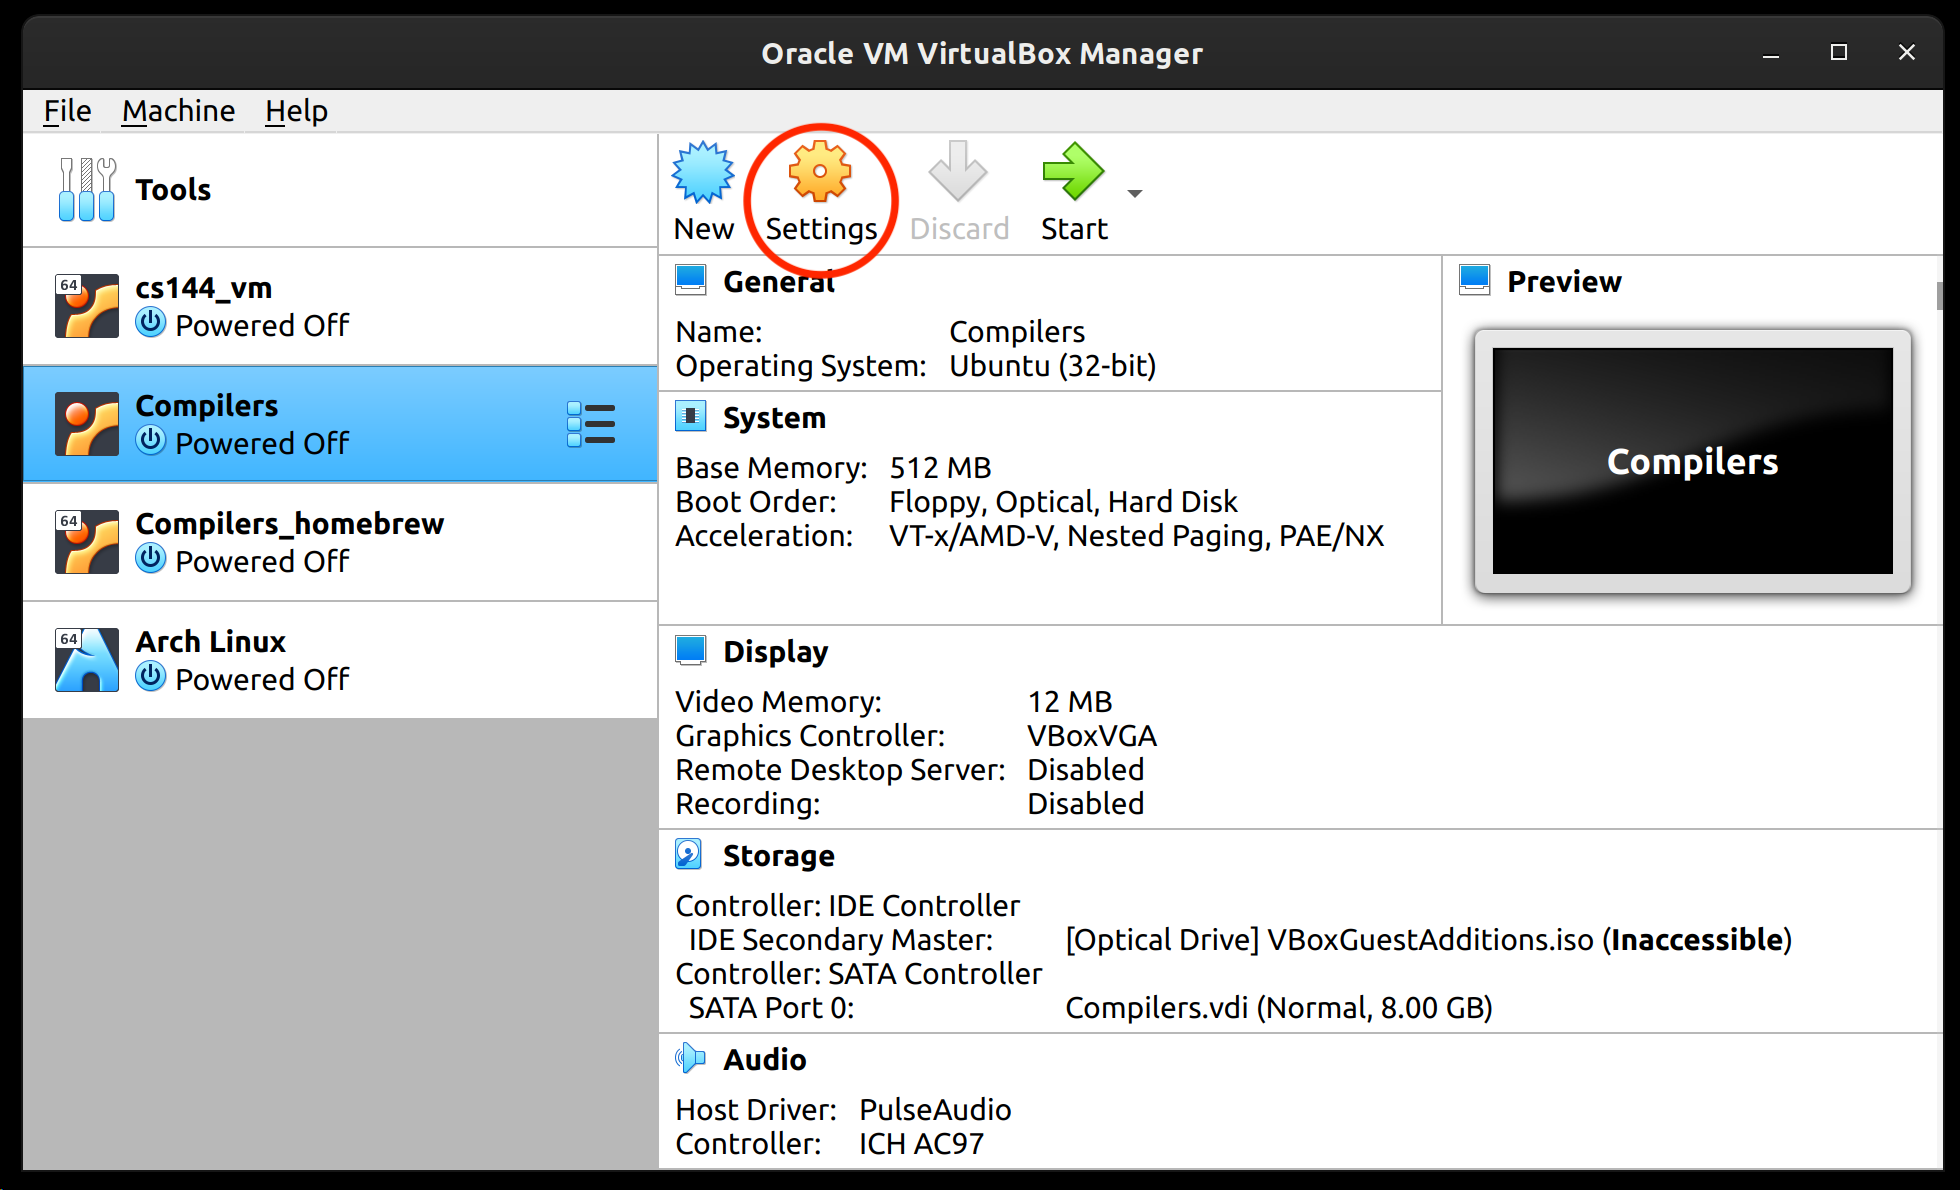 Oracle VM VirtualBox Manager
File Machine Help
Tools
New Settings Discard Start
64
cs144_vm
Powered Off
Compilers
Powered Off
64
Compilers_homebrew
Powered Off
64
Arch Linux
Powered Off
General
Name: Compilers
Operating System: Ubuntu (32-bit)
Preview
Compilers
System
Base Memory: 512 MB
Boot Order: Floppy, Optical, Hard Disk
Acceleration: VT-x/AMD-V, Nested Paging, PAE/NX
Display
Video Memory: 12 MB
Graphics Controller: VBoxVGA
Remote Desktop Server: Disabled
Recording: Disabled
Storage
Controller: IDE Controller
IDE Secondary Master: [Optical Drive] VBoxGuestAdditions.iso (Inaccessible)
Controller: SATA Controller
SATA Port 0: Compilers.vdi (Normal, 8.00 GB)
Audio
Host Driver: PulseAudio
Controller: ICH AC97